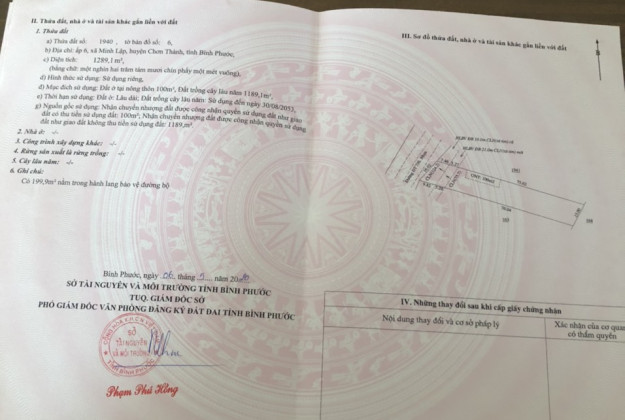 II. Thửa đất, nhà ở và tài sản khác gắn liền với đất
1. Thửa đất
a) Thửa đất số: 1940 , tờ bản đồ số: 6,
b) Địa chỉ: ấp 6, xã Minh Lập, huyện Chơn Thành, tỉnh Bình Phước,
c) Diện tích: 1289,1m²,
(bằng chữ: một nghìn hai trăm tám mươi chín phẩy một mét vuông),
d) Hình thức sử dụng: Sử dụng riêng,
đ) Mục đích sử dụng: Đất ở tại nông thôn 100m²; Đất trồng cây lâu năm 1189,1m²,
e) Thời hạn sử dụng: Đất ở: Lâu dài; Đất trồng cây lâu năm: Sử dụng đến ngày 30/08/2053,
g) Nguồn gốc sử dụng: Nhận chuyển nhượng đất được công nhận quyền sử dụng đất như giao
đất có thu tiền sử dụng đất: 100m²; Nhận chuyển nhượng đất được công nhận quyền sử dụng
đất như giao đất không thu tiền sử dụng đất: 1189,m².
2. Nhà ở: -/-
3. Công trình xây dựng khác: -/-
4. Rừng sản xuất là rừng trồng: -/-
5. Cây lâu năm: -/-
6. Ghi chú:
Có 199,9m² nằm trong hành lang bảo vệ đường bộ
Bình Phước, ngày 06 tháng 5 năm 2020
SỞ TÀI NGUYÊN VÀ MÔI TRƯỜNG TỈNH BÌNH PHƯỚC
TUQ. GIÁM ĐỐC SỞ
PHÓ GIÁM ĐỐC VĂN PHÒNG ĐĂNG KÝ ĐẤT ĐAI TỈNH BÌNH PHƯỚC
SỞ
TÀI NGUYÊN
VÀ MÔI TRƯỜNG
TỈNH BÌNH PHƯỚC
Phạm Phú Hồng
III. Sơ đồ thửa đất, nhà ở và tài sản khác gắn liền với đất
IV. Những thay đổi sau khi cấp giấy chứng nhận
Nội dung thay đổi và cơ sở pháp lý
Xác nhận của cơ quan
có thẩm quyền